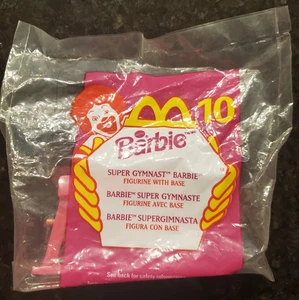 10
Barbie™
SUPER GYMNAST™ BARBIE®
FIGURINE WITH BASE
BARBIE™ SUPER GYMNASTE
FIGURINE AVEC BASE
BARBIE™ SUPERGIMNASTA
FIGURA CON BASE
See back for safety